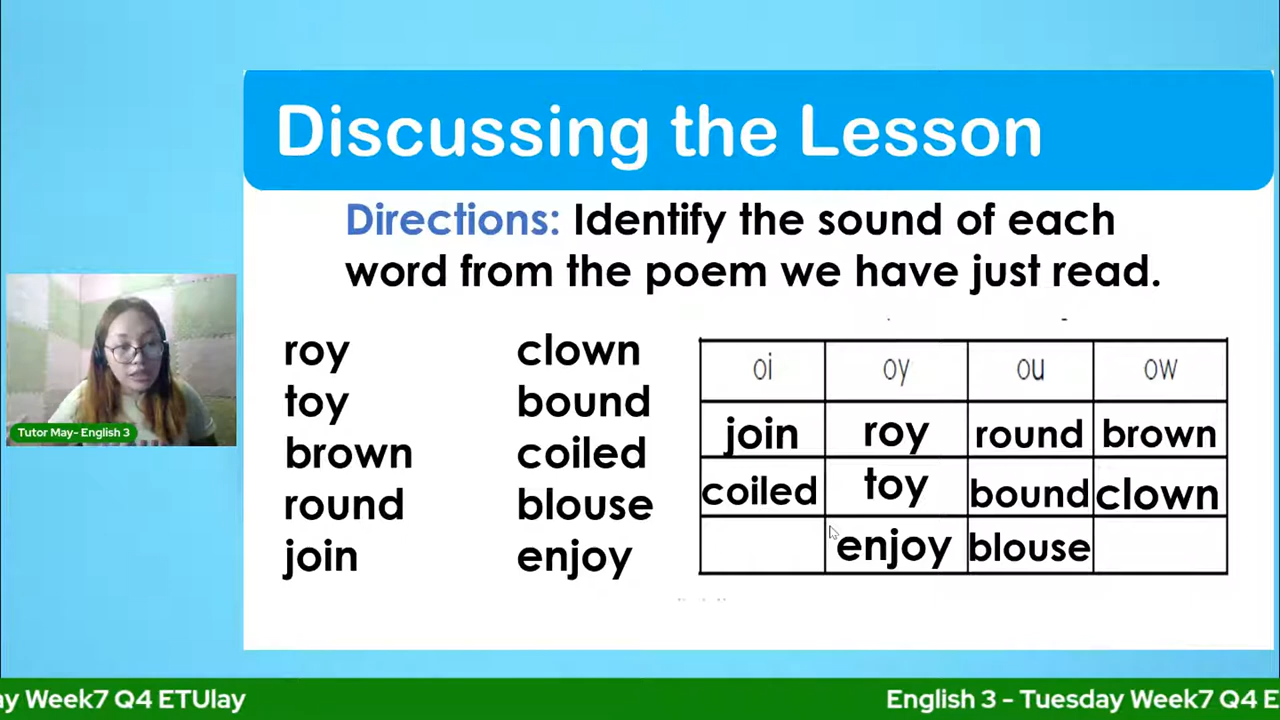 Discussing the Lesson
Directions: Identify the sound of each
word from the poem we have just read.
roy clown
toy bound
brown coiled
round blouse
join enjoy
oi oy ou ow
join roy round brown
coiled toy bound clown
enjoy blouse
Tutor May- English 3
ay Week7 Q4 ETUlay
English 3 - Tuesday Week7 Q4 E